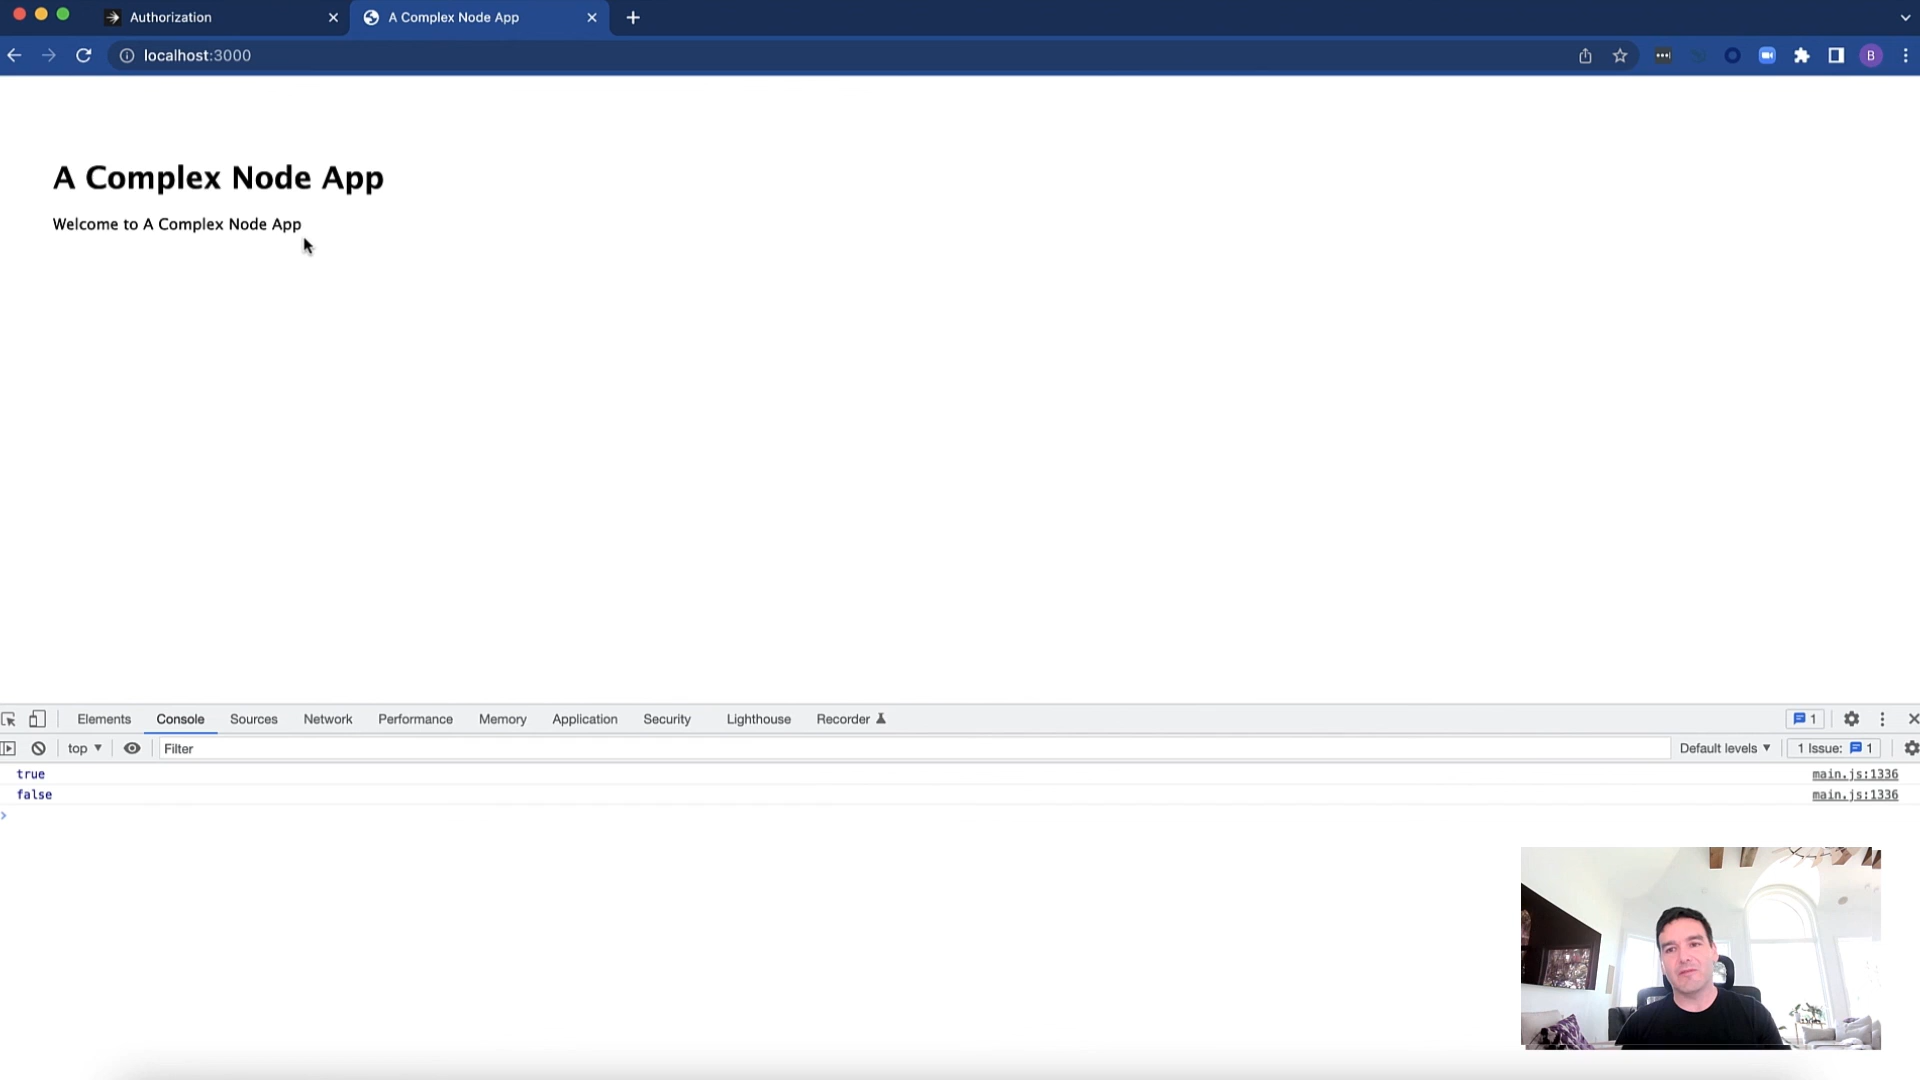 Authorization
A Complex Node App
localhost:3000
B
A Complex Node App
Welcome to A Complex Node App
Elements Console Sources Network Performance Memory Application Security Lighthouse Recorder 1
top Filter Default levels 1 Issue: 1
true main.js:1336
false main.js:1336